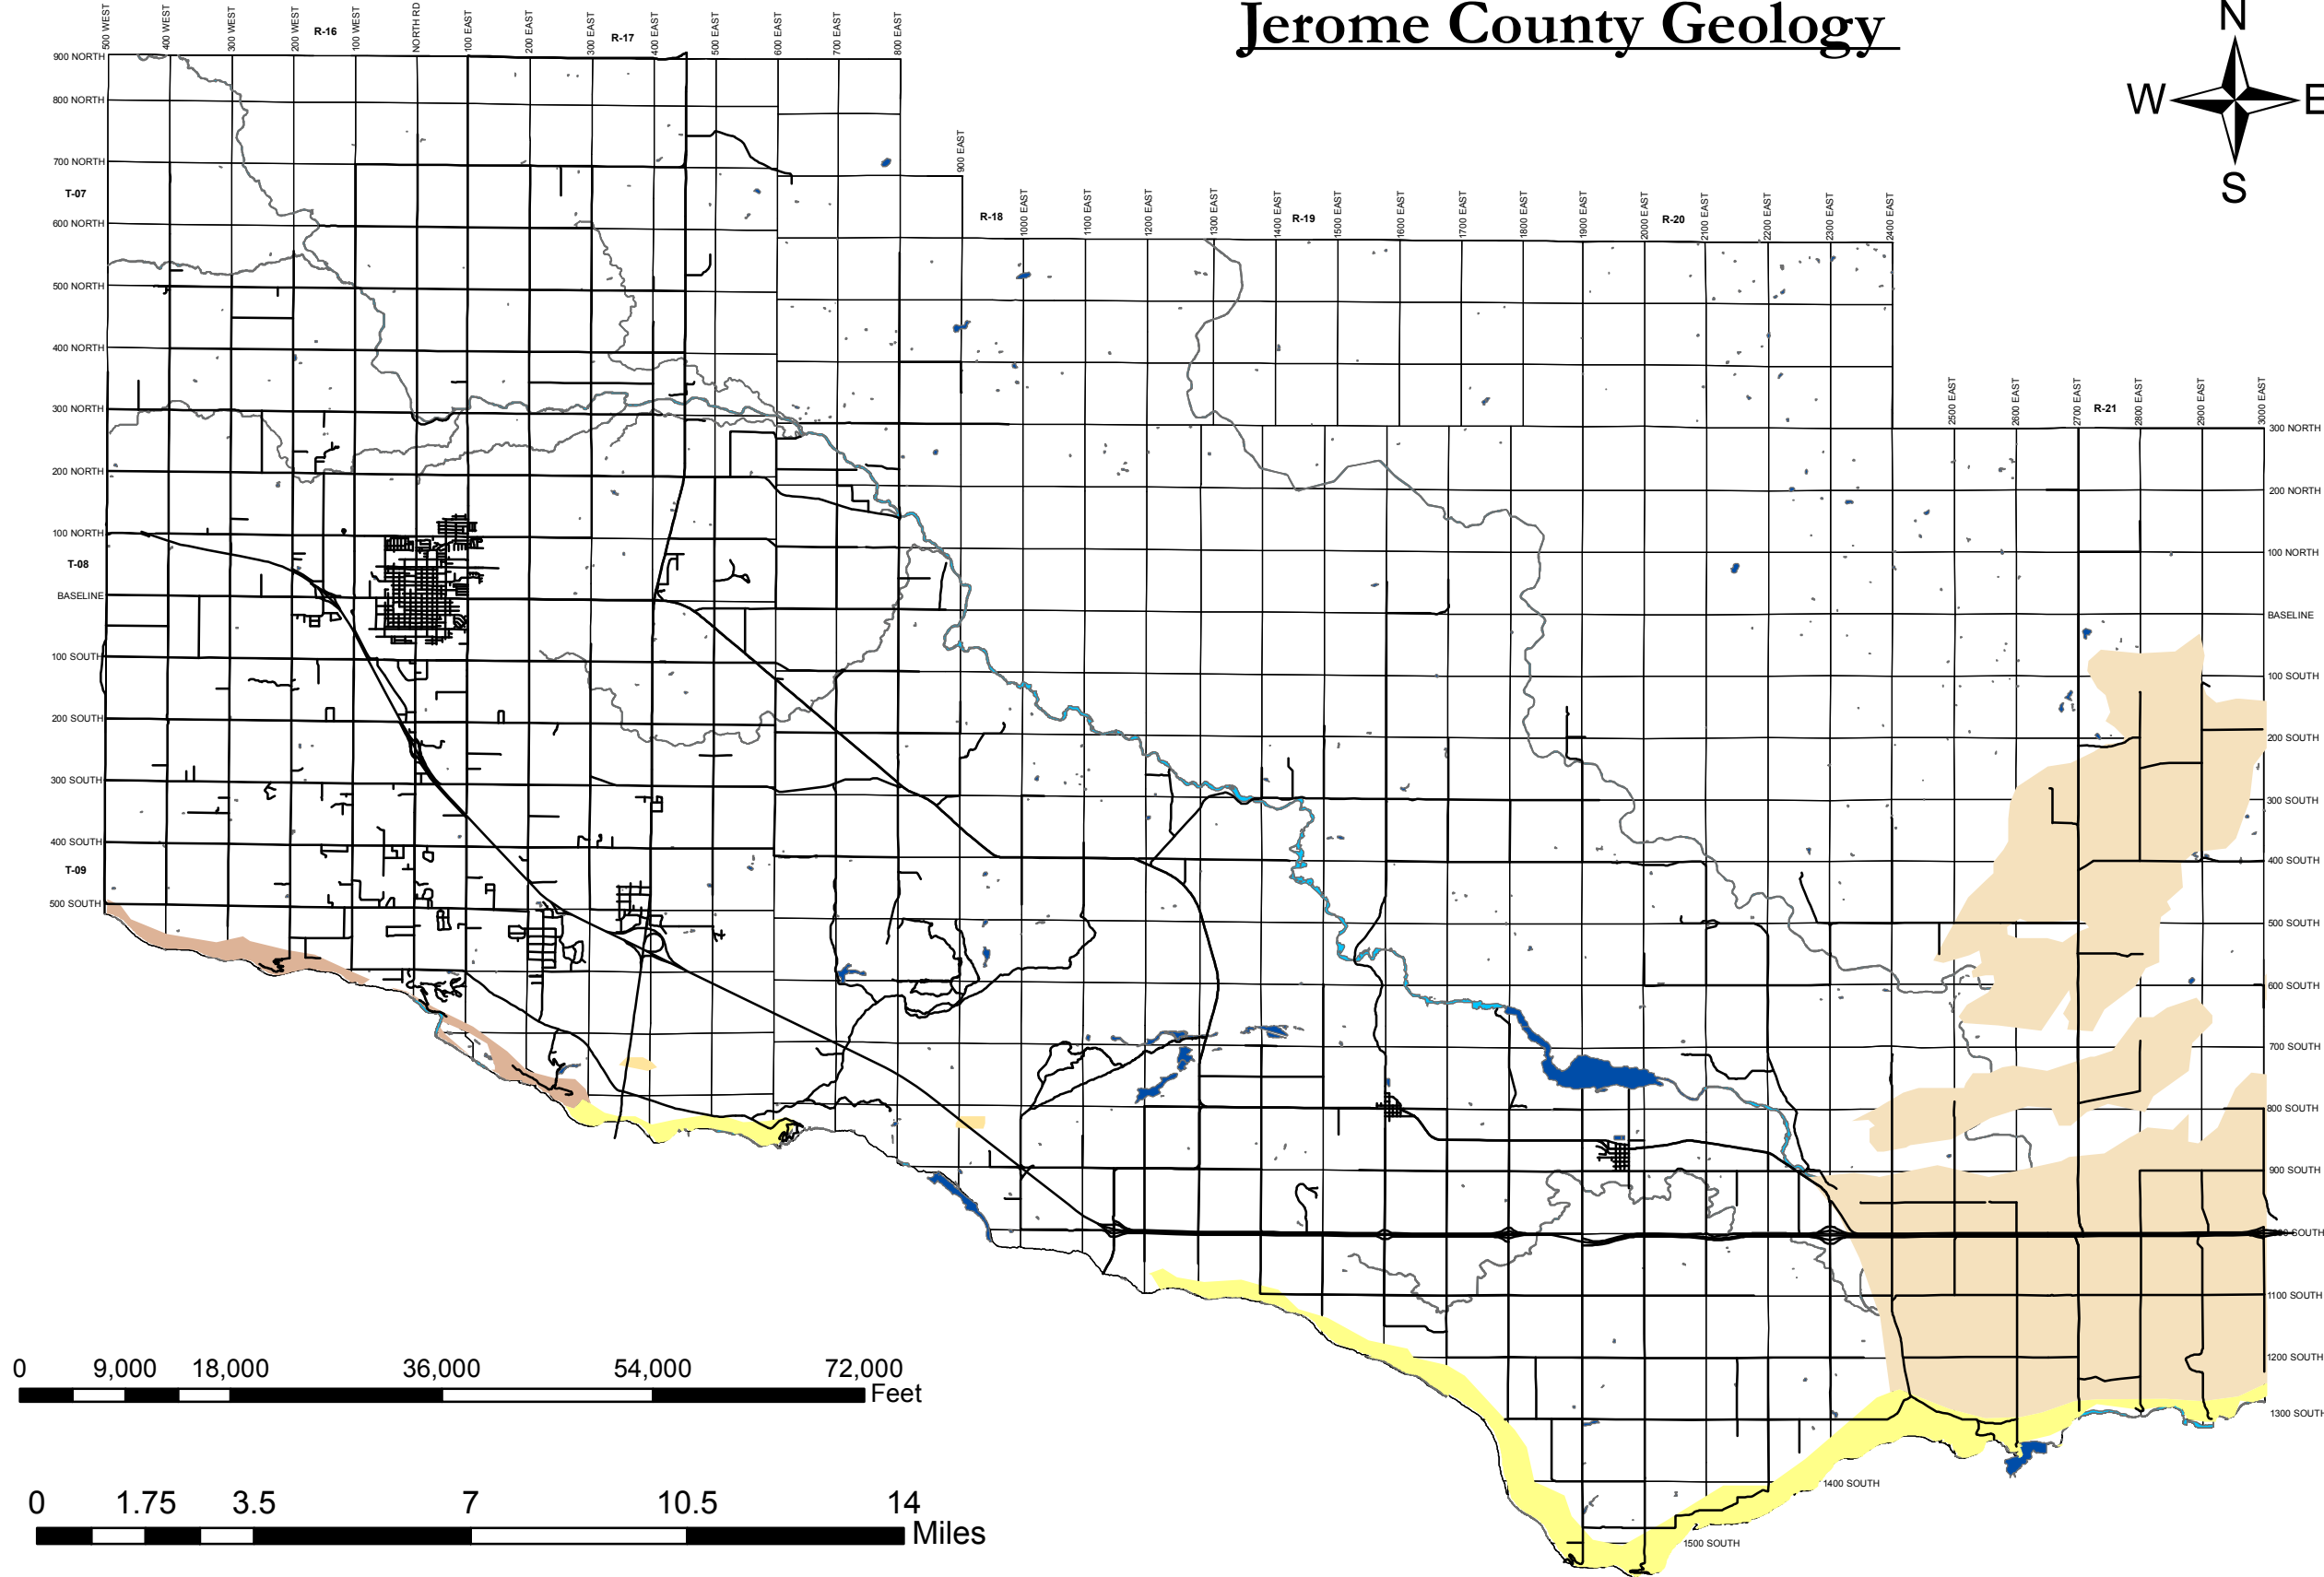 Jerome County Geology
N
W
E
S
500 WEST
400 WEST
300 WEST
200 WEST
R-16
100 WEST
NORTH RD
100 EAST
200 EAST
300 EAST
R-17
400 EAST
500 EAST
600 EAST
700 EAST
800 EAST
900 EAST
R-18
1000 EAST
1100 EAST
1200 EAST
1300 EAST
1400 EAST
R-19
1500 EAST
1600 EAST
1700 EAST
1800 EAST
1900 EAST
2000 EAST
R-20
2100 EAST
2200 EAST
2300 EAST
2400 EAST
2500 EAST
2600 EAST
2700 EAST
R-21
2800 EAST
2900 EAST
3000 EAST
900 NORTH
800 NORTH
700 NORTH
T-07
600 NORTH
500 NORTH
400 NORTH
300 NORTH
200 NORTH
100 NORTH
T-08
BASELINE
100 SOUTH
200 SOUTH
300 SOUTH
400 SOUTH
T-09
500 SOUTH
300 NORTH
200 NORTH
100 NORTH
BASELINE
100 SOUTH
200 SOUTH
300 SOUTH
400 SOUTH
500 SOUTH
600 SOUTH
700 SOUTH
800 SOUTH
900 SOUTH
SOUTH
1100 SOUTH
1200 SOUTH
1300 SOUTH
1400 SOUTH
1500 SOUTH
0 9,000 18,000 36,000 54,000 72,000
Feet
0 1.75 3.5 7 10.5 14
Miles